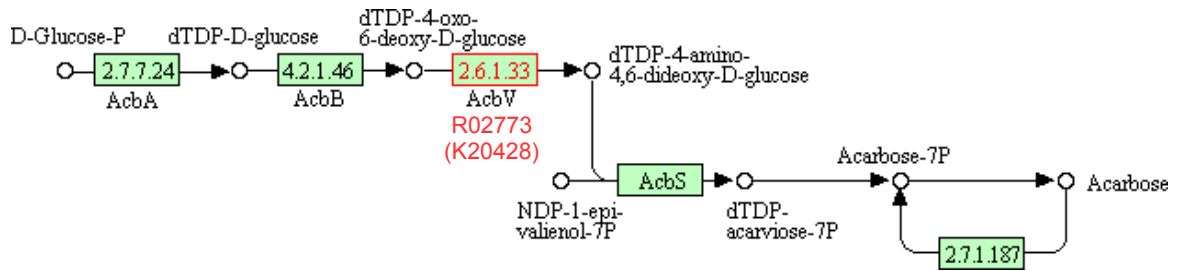 dTDP-4-oxo-
6-deoxy-D-glucose
D-Glucose-P
dTDP-D-glucose
2.7.7.24
4.2.1.46
2.6.1.33
dTDP-4-amino-
4,6-dideoxy-D-glucose
AcbA
AcbB
AcbV
R02773
(K20428)
Acarbose-7P
AcbS
Acarbose
NDP-1-epi-
valienol-7P
dTDP-
acarviose-7P
2.7.1.187